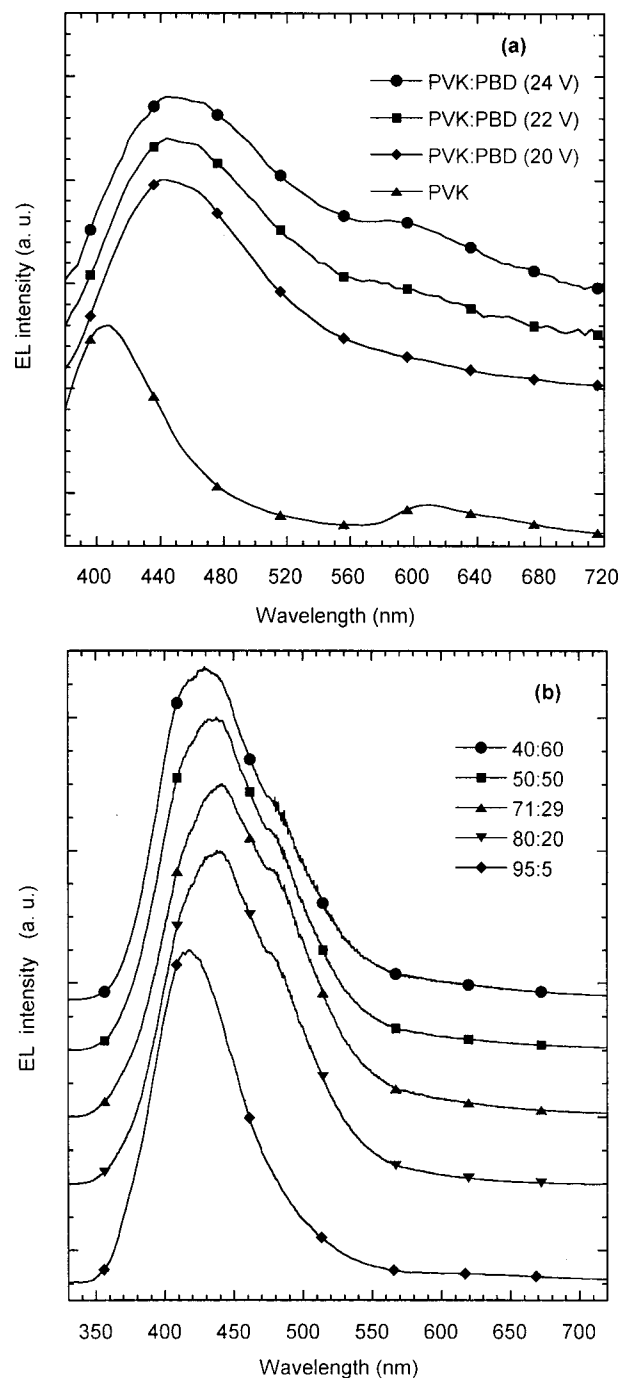 (a)
PVK:PBD (24 V)
PVK:PBD (22 V)
PVK:PBD (20 V)
PVK
EL intensity (a. u.)
400 440 480 520 560 600 640 680 720
Wavelength (nm)
(b)
40:60
50:50
71:29
80:20
95:5
EL intensity (a. u.)
350 400 450 500 550 600 650 700
Wavelength (nm)